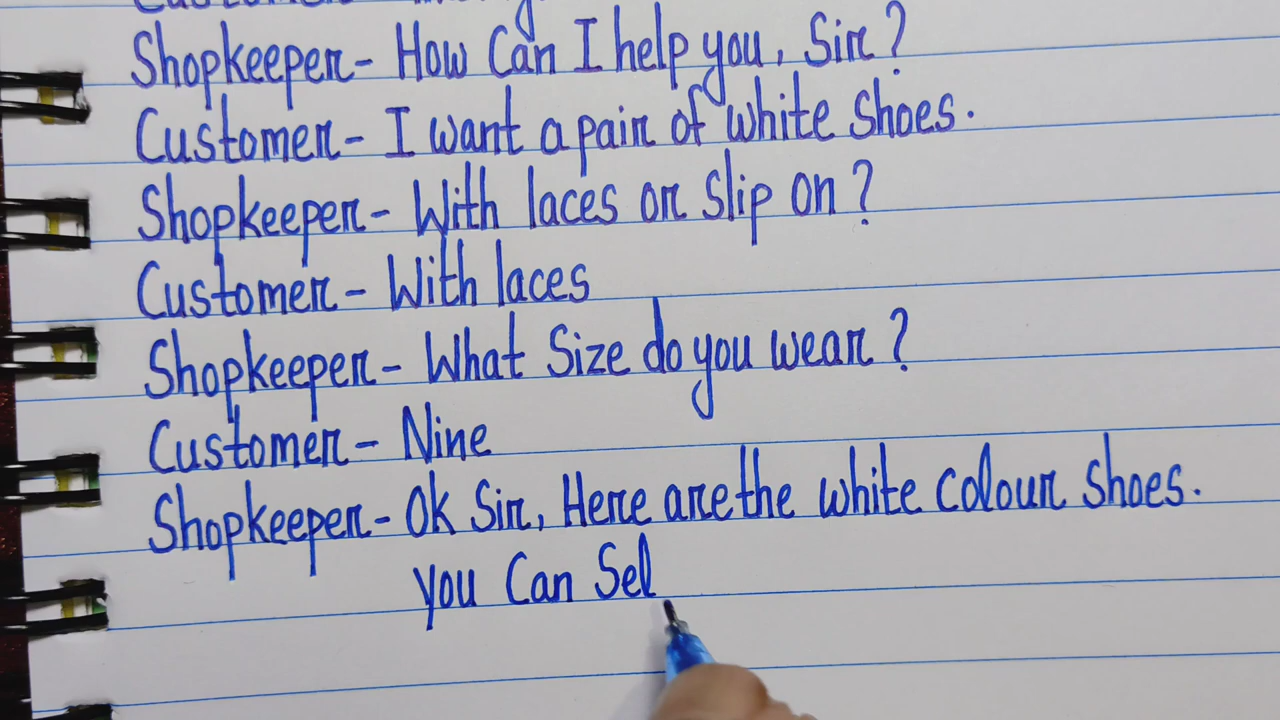 Customer-
Shopkeeper- How Can I help you, Sir?
Customer- I want a pair of white shoes.
Shopkeeper- With laces or Slip on?
Customer- With laces
Shopkeeper- What Size do you wear?
Customer- Nine
Shopkeeper- Ok Sir, Here are the white Colour Shoes.
you Can Sel